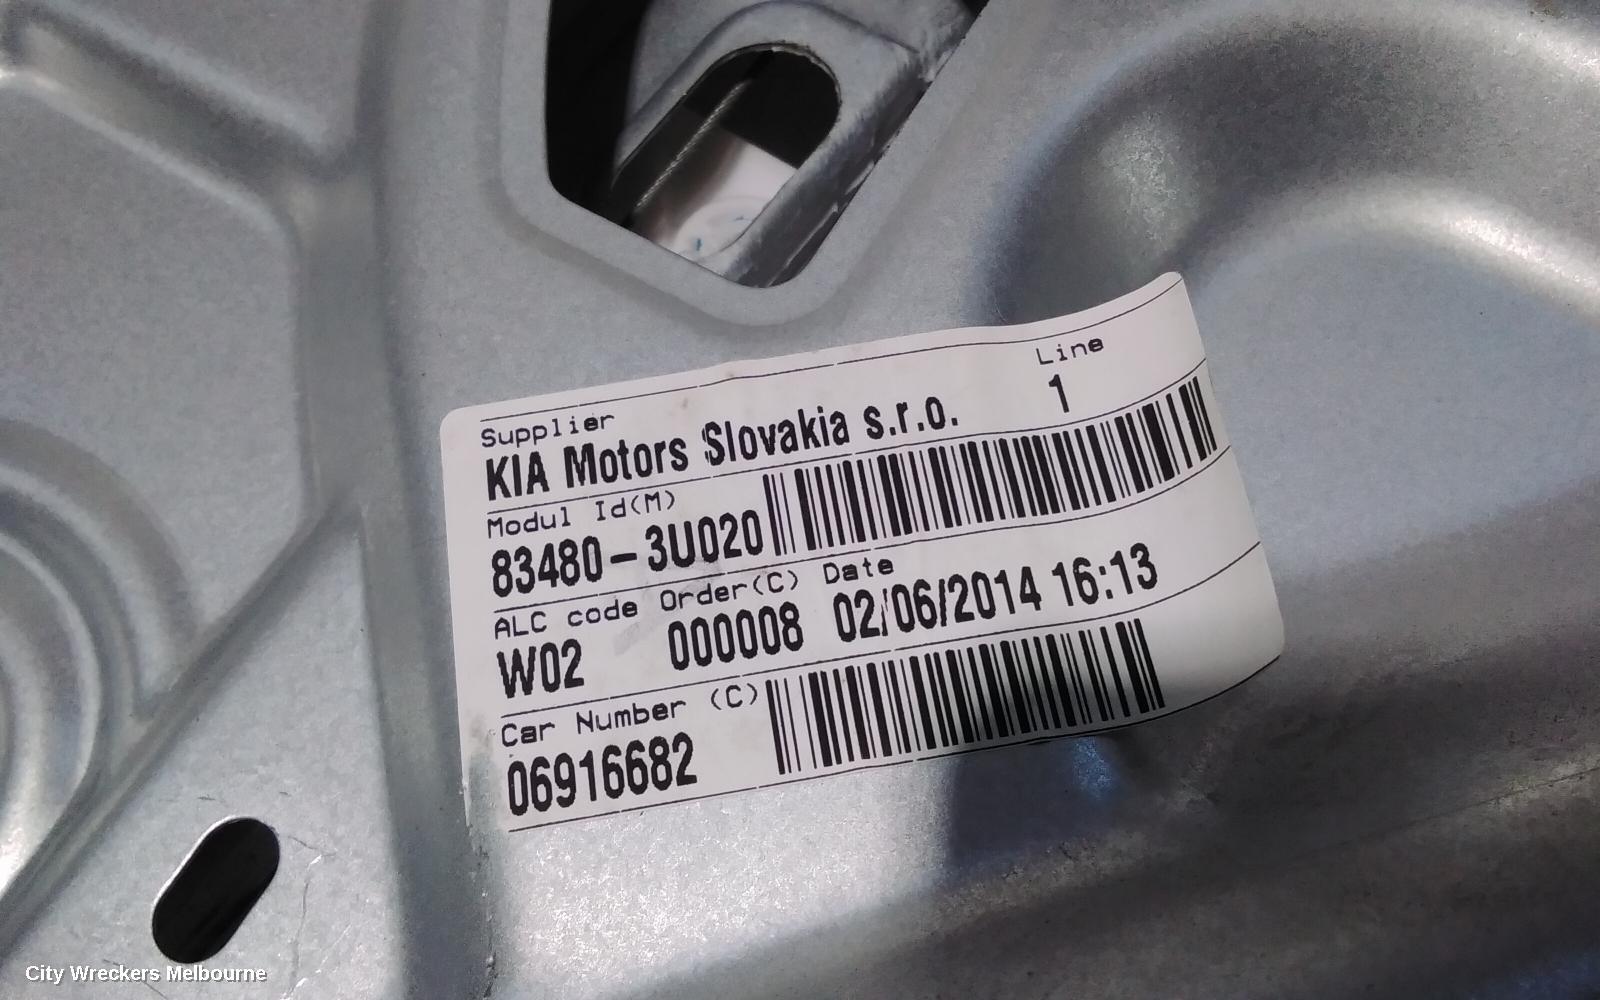 Supplier Line
KIA Motors Slovakia s.r.o. 1
Modul Id(M)
83480-3U020
ALC code Order(C) Date
W02 000008 02/06/2014 16:13
Car Number (C)
06916682
City Wreckers Melbourne